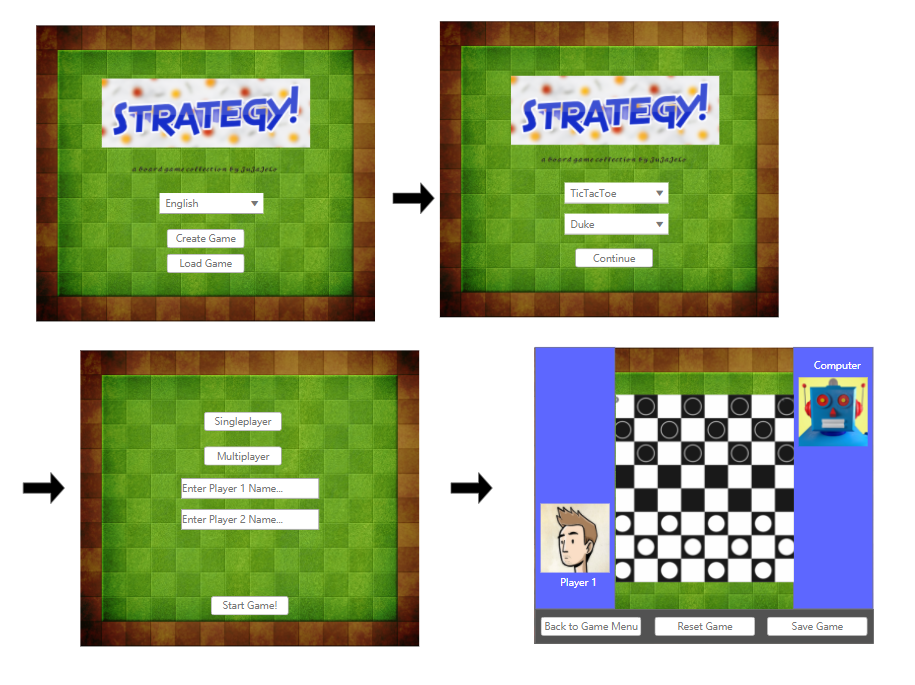 STRATEGY!
a board game collection by JuJaJeLo
English
Create Game
Load Game
STRATEGY!
a board game collection by JuJaJeLo
TicTacToe
Duke
Continue
Singleplayer
Multiplayer
Enter Player 1 Name...
Enter Player 2 Name...
Start Game!
Computer
Player 1
Back to Game Menu
Reset Game
Save Game